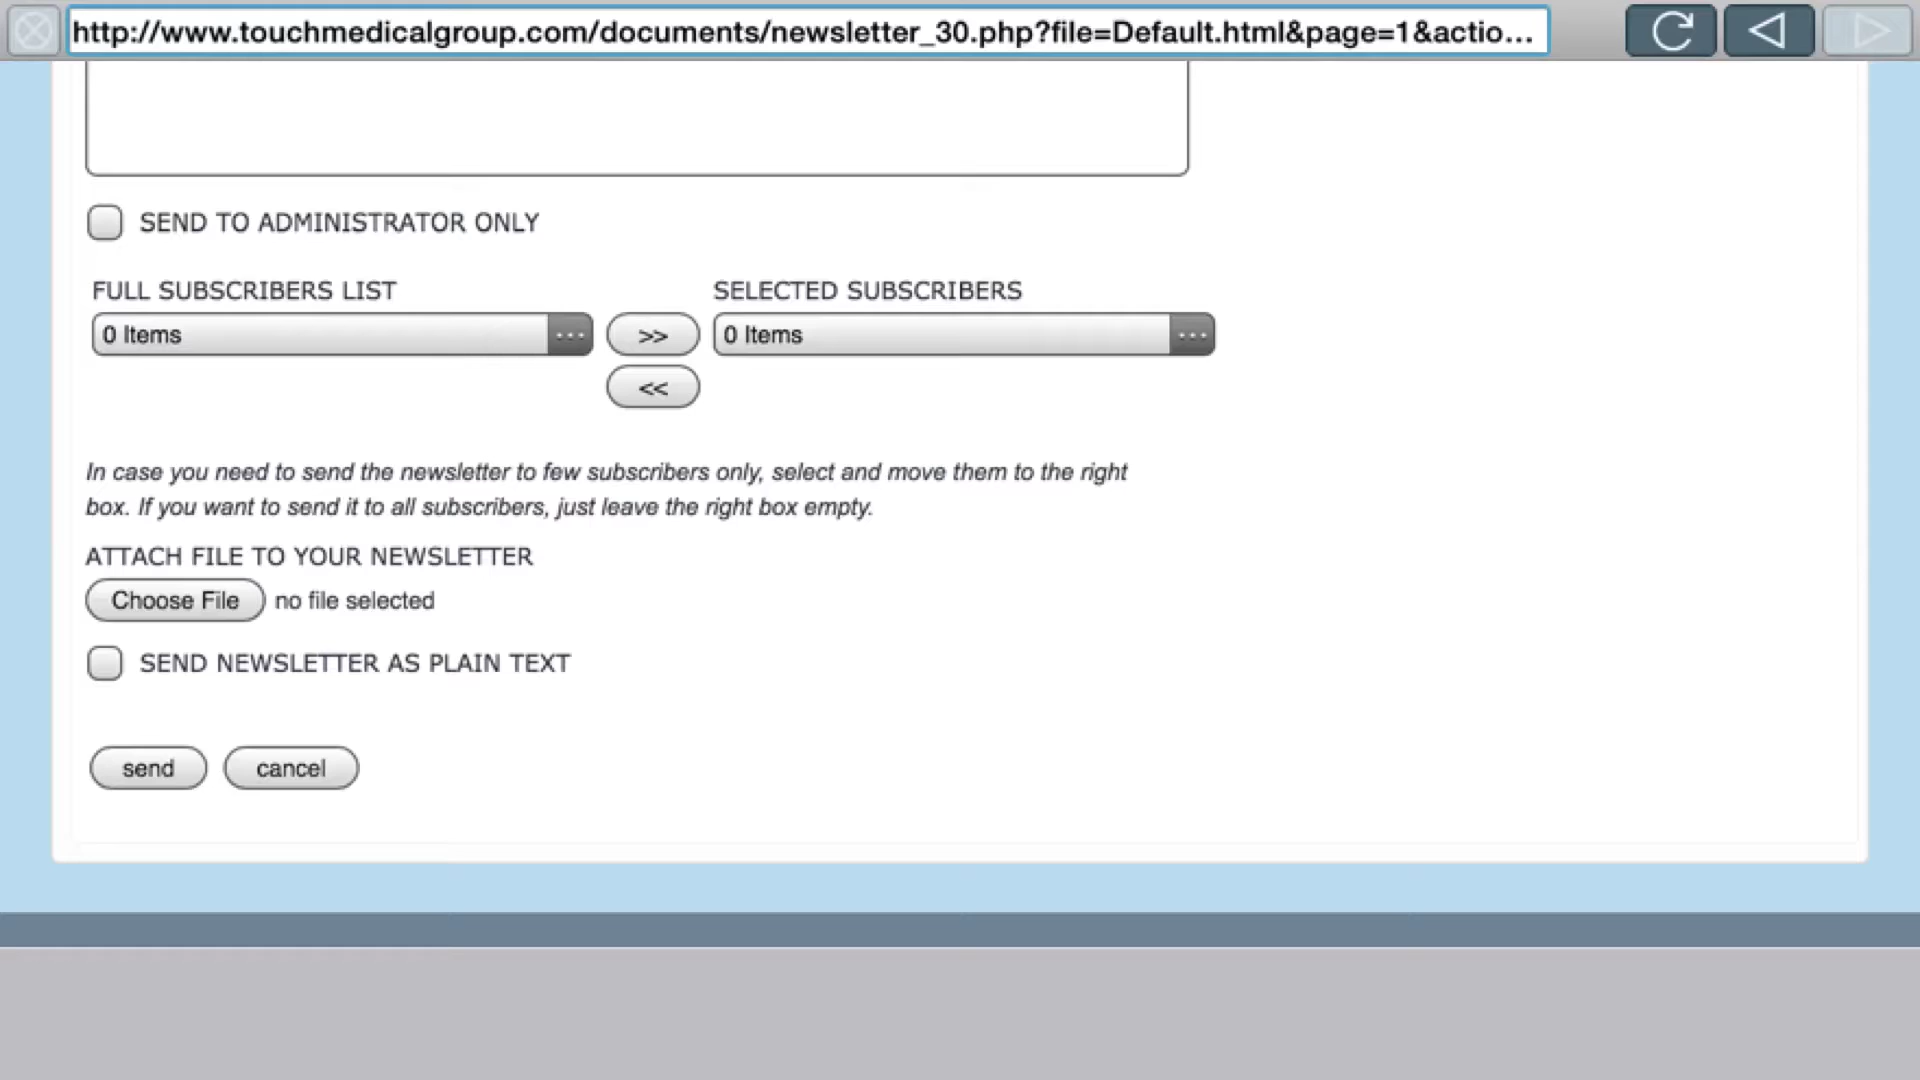 http://www.touchmedicalgroup.com/documents/newsletter_30.php?file=Default.html&page=1&actio...
SEND TO ADMINISTRATOR ONLY
FULL SUBSCRIBERS LIST
SELECTED SUBSCRIBERS
0 Items ... >> 0 Items ...
<<
In case you need to send the newsletter to few subscribers only, select and move them to the right
box. If you want to send it to all subscribers, just leave the right box empty.
ATTACH FILE TO YOUR NEWSLETTER
Choose File no file selected
SEND NEWSLETTER AS PLAIN TEXT
send cancel